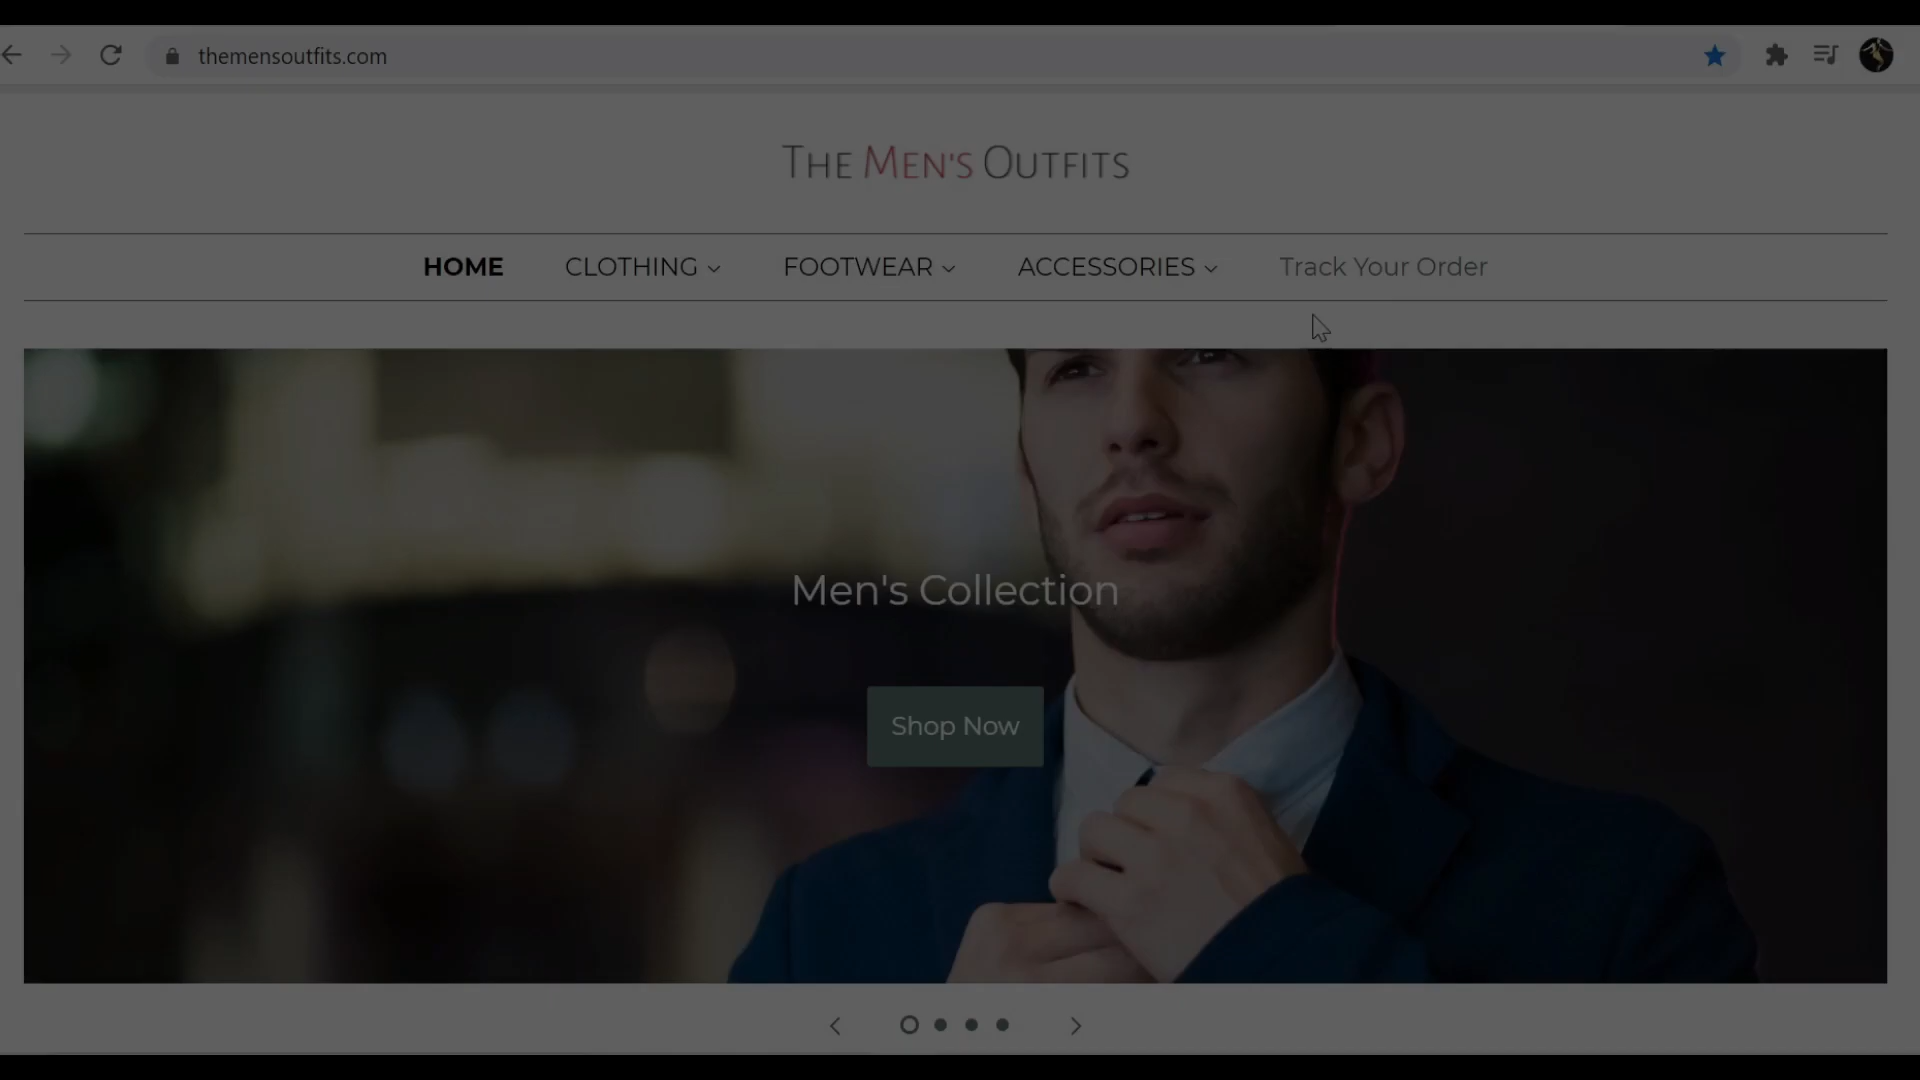 themensoutfits.com
THE MEN'S OUTFITS
HOME CLOTHING FOOTWEAR ACCESSORIES Track Your Order
Men's Collection
Shop Now